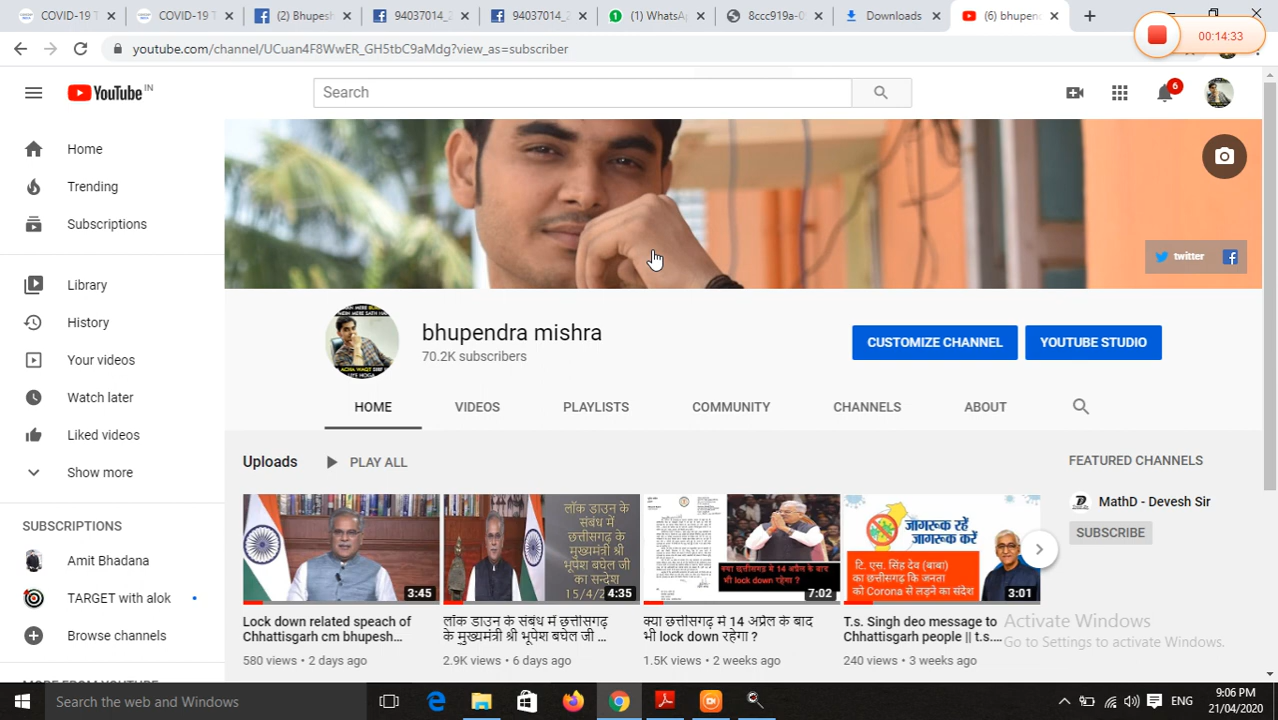 COVID-19 T
COVID-19 T
(2) Bhupesh
94037014_2
94037014_2
(1) WhatsA
8ccc919a-0
Downloads
(6) bhupen
youtube.com/channel/UCuan4F8WwER_GH5tbC9aMdg?view_as=subscriber
00:14:33
YouTube IN
Search
6
Home
Trending
Subscriptions
Library
History
Your videos
Watch later
Liked videos
Show more
SUBSCRIPTIONS
Amit Bhadana
TARGET with alok
Browse channels
twitter
bhupendra mishra
70.2K subscribers
CUSTOMIZE CHANNEL
YOUTUBE STUDIO
HOME
VIDEOS
PLAYLISTS
COMMUNITY
CHANNELS
ABOUT
Uploads
PLAY ALL
FEATURED CHANNELS
MathD - Devesh Sir
SUBSCRIBE
3:45
Lock down related speach of
Chhattisgarh cm bhupesh...
580 views • 2 days ago
लॉक डाउन के
संबंध में
छत्तीसगढ़ के
मुख्यमंत्री श्री
भूपेश बघेल जी
का सन्देश
15/4/2
4:35
लॉक डाउन के संबंध में छत्तीसगढ़
के मुख्यमंत्री श्री भूपेश बघेल जी ...
2.9K views • 6 days ago
क्या छत्तीसगढ़ में 14 अप्रैल के बाद
भी lock down रहेगा ?
7:02
क्या छत्तीसगढ़ में 14 अप्रैल के बाद
भी lock down रहेगा ?
1.5K views • 2 weeks ago
जागरूक रहें
जागरूक करें
टि. एस. सिंह देव (बाबा)
का छत्तीसगढ़ कि जनता
को Corona से लड़ने का संदेश
3:01
T.s. Singh deo message to
Chhattisgarh people || t.s....
240 views • 3 weeks ago
Activate Windows
Go to Settings to activate Windows.
Search the web and Windows
ENG
9:06 PM
21/04/2020